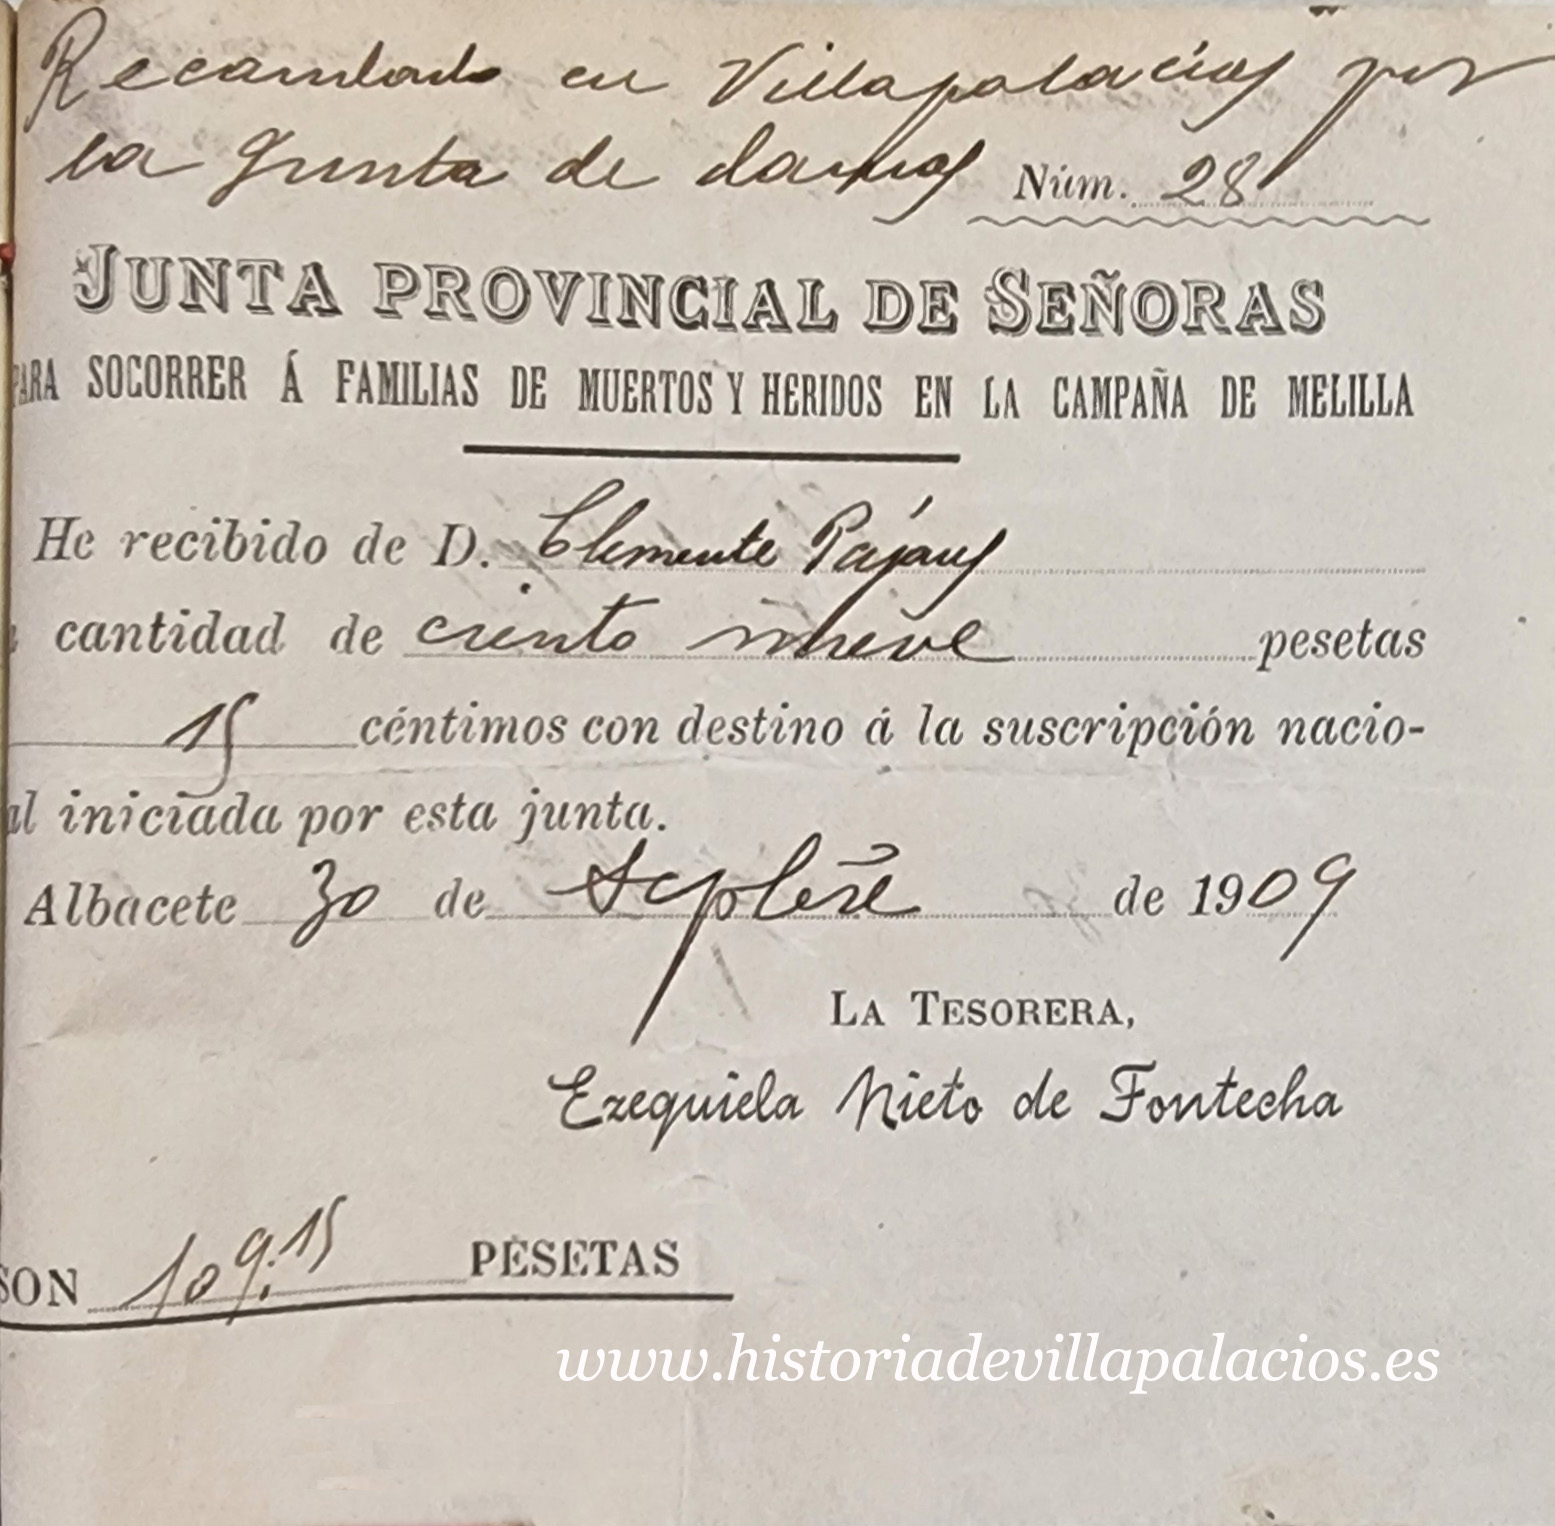 Recaudado en Villapalacios por
la Junta de damas Núm. 28
JUNTA PROVINCIAL DE SEÑORAS
PARA SOCORRER Á FAMILIAS DE MUERTOS Y HERIDOS EN LA CAMPAÑA DE MELILLA
He recibido de D. Clemente Pajares
cantidad de ciento nueve pesetas
15 céntimos con destino á la suscripción nacio-
al iniciada por esta junta.
Albacete 30 de Septbre de 1909
LA TESORERA,
Ezequiela Nieto de Fontecha
SON 109.15 PESETAS
www.historiadevillapalacios.es